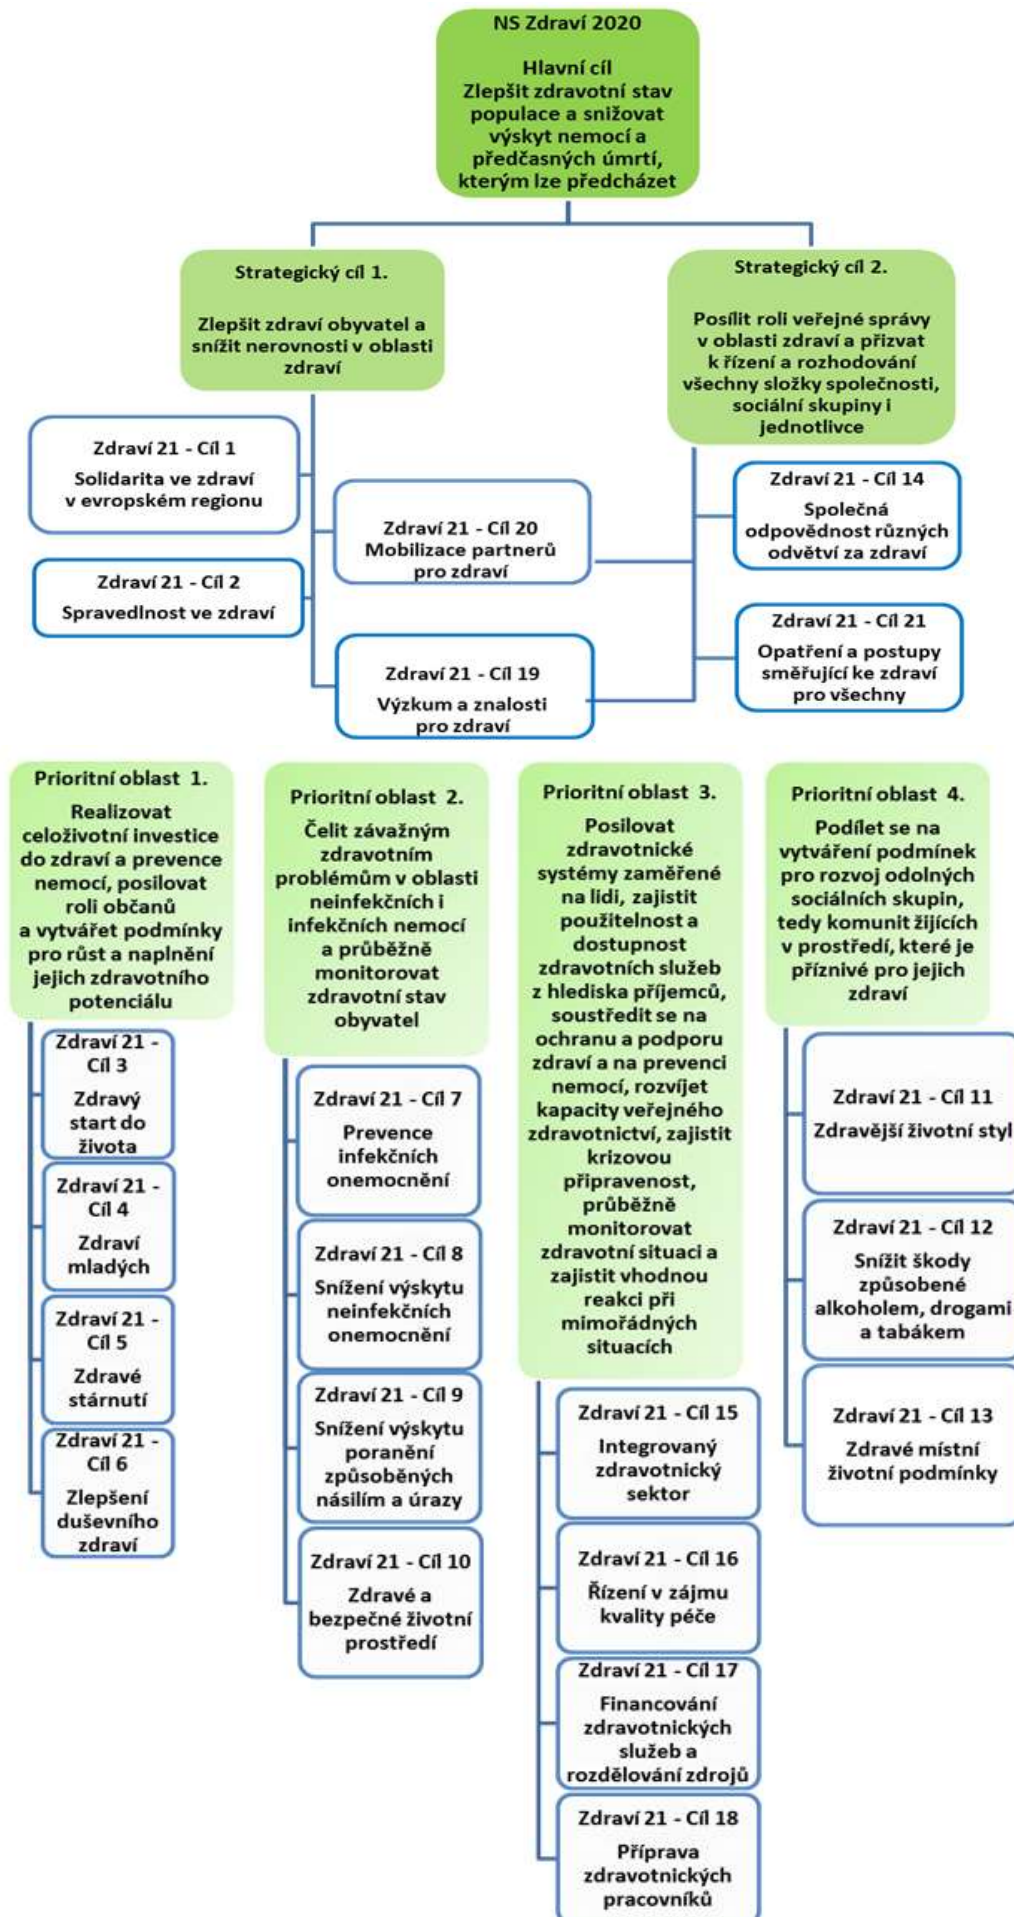 NS Zdraví 2020
Hlavní cíl
Zlepšit zdravotní stav
populace a snižovat
výskyt nemocí a
předčasných úmrtí,
kterým lze předcházet
Strategický cíl 1.
Zlepšit zdraví obyvatel a
snížit nerovnosti v oblasti
zdraví
Strategický cíl 2.
Posílit roli veřejné správy
v oblasti zdraví a přizvat
k řízení a rozhodování
všechny složky společnosti,
sociální skupiny i
jednotlivce
Zdraví 21 - Cíl 1
Solidarita ve zdraví
v evropském regionu
Zdraví 21 - Cíl 20
Mobilizace partnerů
pro zdraví
Zdraví 21 - Cíl 14
Společná
odpovědnost různých
odvětví za zdraví
Zdraví 21 - Cíl 2
Spravedlnost ve zdraví
Zdraví 21 - Cíl 19
Výzkum a znalosti
pro zdraví
Zdraví 21 - Cíl 21
Opatření a postupy
směřující ke zdraví
pro všechny
Prioritní oblast 1.
Realizovat
celoživotní investice
do zdraví a prevence
nemocí, posilovat
roli občanů
a vytvářet podmínky
pro růst a naplnění
jejich zdravotního
potenciálu
Zdraví 21 -
Cíl 3
Zdravý
start do
života
Zdraví 21 -
Cíl 4
Zdraví
mladých
Zdraví 21 -
Cíl 5
Zdravé
stárnutí
Zdraví 21 -
Cíl 6
Zlepšení
duševního
zdraví
Prioritní oblast 2.
Čelit závažným
zdravotním
problémům v oblasti
neinfekčních i
infekčních nemocí
a průběžně
monitorovat
zdravotní stav
obyvatel
Zdraví 21 - Cíl 7
Prevence
infekčních
onemocnění
Zdraví 21 - Cíl 8
Snížení výskytu
neinfekčních
onemocnění
Zdraví 21 - Cíl 9
Snížení výskytu
poranění
způsoběných
násilím a úrazy
Zdraví 21 - Cíl 10
Zdravé a
bezpečné životní
prostředí
Prioritní oblast 3.
Posilovat
zdravotnické
systémy zaměřené
na lidi, zajistit
použitelnost a
dostupnost
zdravotních služeb
z hlediska příjemců,
soustředit se na
ochranu a podporu
zdraví a na prevenci
nemocí, rozvíjet
kapacity veřejného
zdravotnictví, zajistit
krizovou
připravenost,
průběžně
monitorovat
zdravotní situaci a
zajistit vhodnou
reakci při
mimořádných
situacích
Zdraví 21 - Cíl 15
Integrovaný
zdravotnický
sektor
Zdraví 21 - Cíl 16
Řízení v zájmu
kvality péče
Zdraví 21 - Cíl 17
Financování
zdravotnických
služeb a
rozdělování zdrojů
Zdraví 21 - Cíl 18
Příprava
zdravotnických
pracovníků
Prioritní oblast 4.
Podílet se na
vytváření podmínek
pro rozvoj odolných
sociálních skupin,
tedy komunit žijících
v prostředí, které je
příznivé pro jejich
zdraví
Zdraví 21 - Cíl 11
Zdravější životní styl
Zdraví 21 - Cíl 12
Snížit škody
způsobené
alkoholem, drogami
a tabákem
Zdraví 21 - Cíl 13
Zdravé místní
životní podmínky